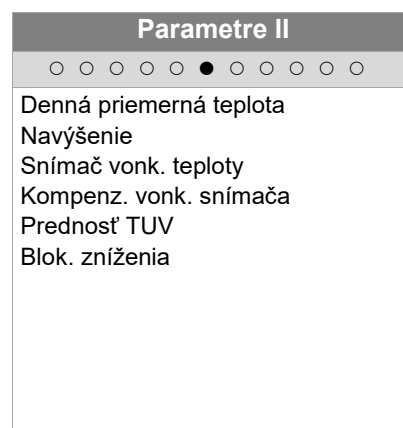 Parametre II
Denná priemerná teplota
Navýšenie
Snímač vonk. teploty
Kompenz. vonk. snímača
Prednosť TUV
Blok. zníženia